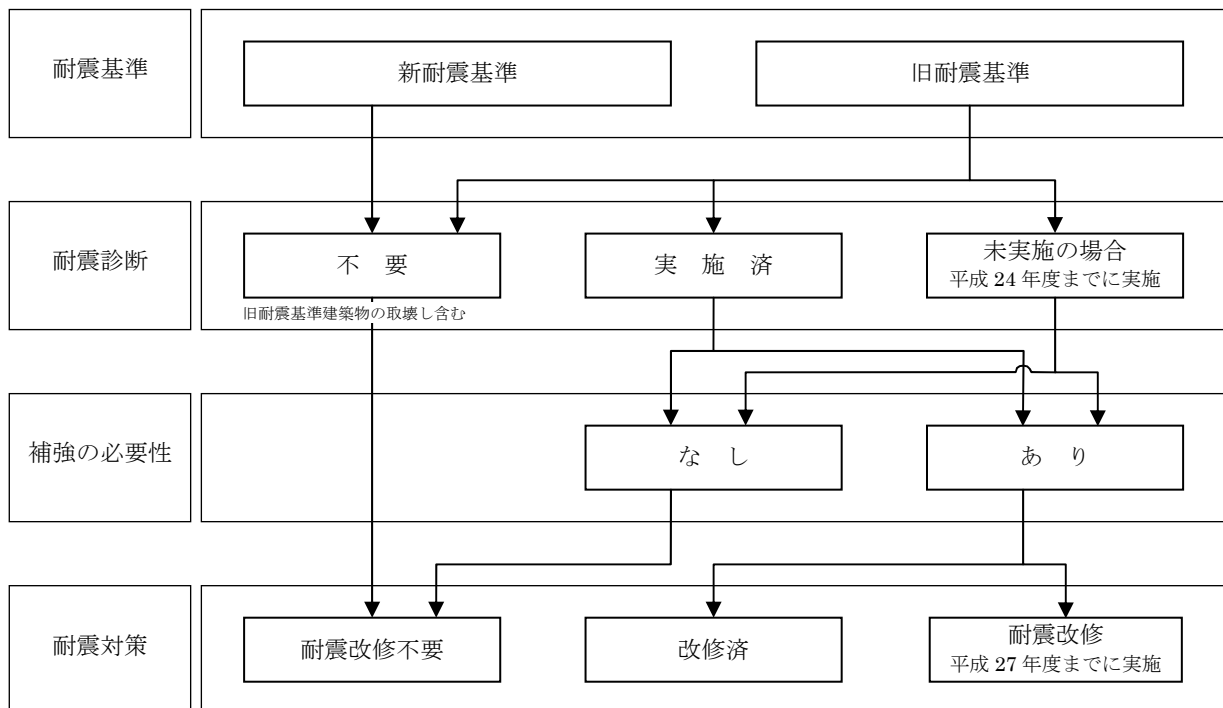 耐震基準
新耐震基準
旧耐震基準
耐震診断
不 要
実 施 済
未実施の場合
平成 24 年度までに実施
旧耐震基準建築物の取壊し含む
補強の必要性
な し
あ り
耐震対策
耐震改修不要
改修済
耐震改修
平成 27 年度までに実施